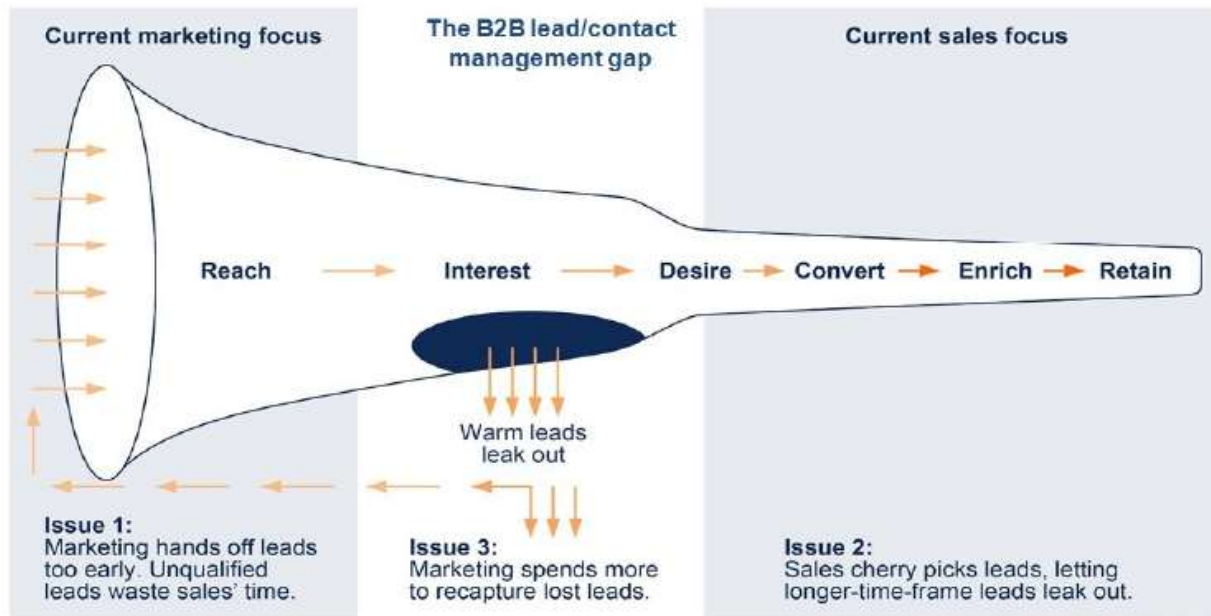 Current marketing focus
The B2B lead/contact
management gap
Current sales focus
Reach
Interest
Desire
Convert
Enrich
Retain
Warm leads
leak out
Issue 1:
Marketing hands off leads
too early. Unqualified
leads waste sales' time.
Issue 3:
Marketing spends more
to recapture lost leads.
Issue 2:
Sales cherry picks leads, letting
longer-time-frame leads leak out.